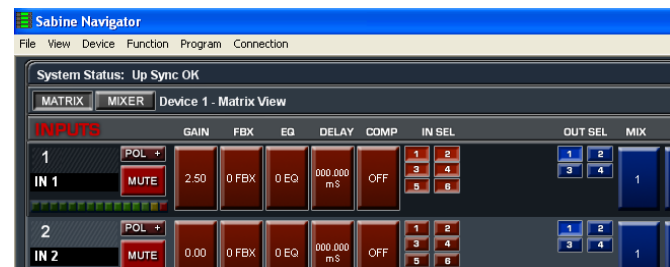 Sabine Navigator
File View Device Function Program Connection
System Status: Up Sync OK
MATRIX MIXER Device 1 - Matrix View
INPUTS GAIN FBX EQ DELAY COMP IN SEL OUT SEL MIX
1 POL + 1 2 1 2
3 4 3 4
IN 1 MUTE 2.50 0 FBX 0 EQ 000.000 mS OFF 5 6 1
2 POL + 1 2 1 2
3 4 3 4
IN 2 MUTE 0.00 0 FBX 0 EQ 000.000 mS OFF 5 6 1